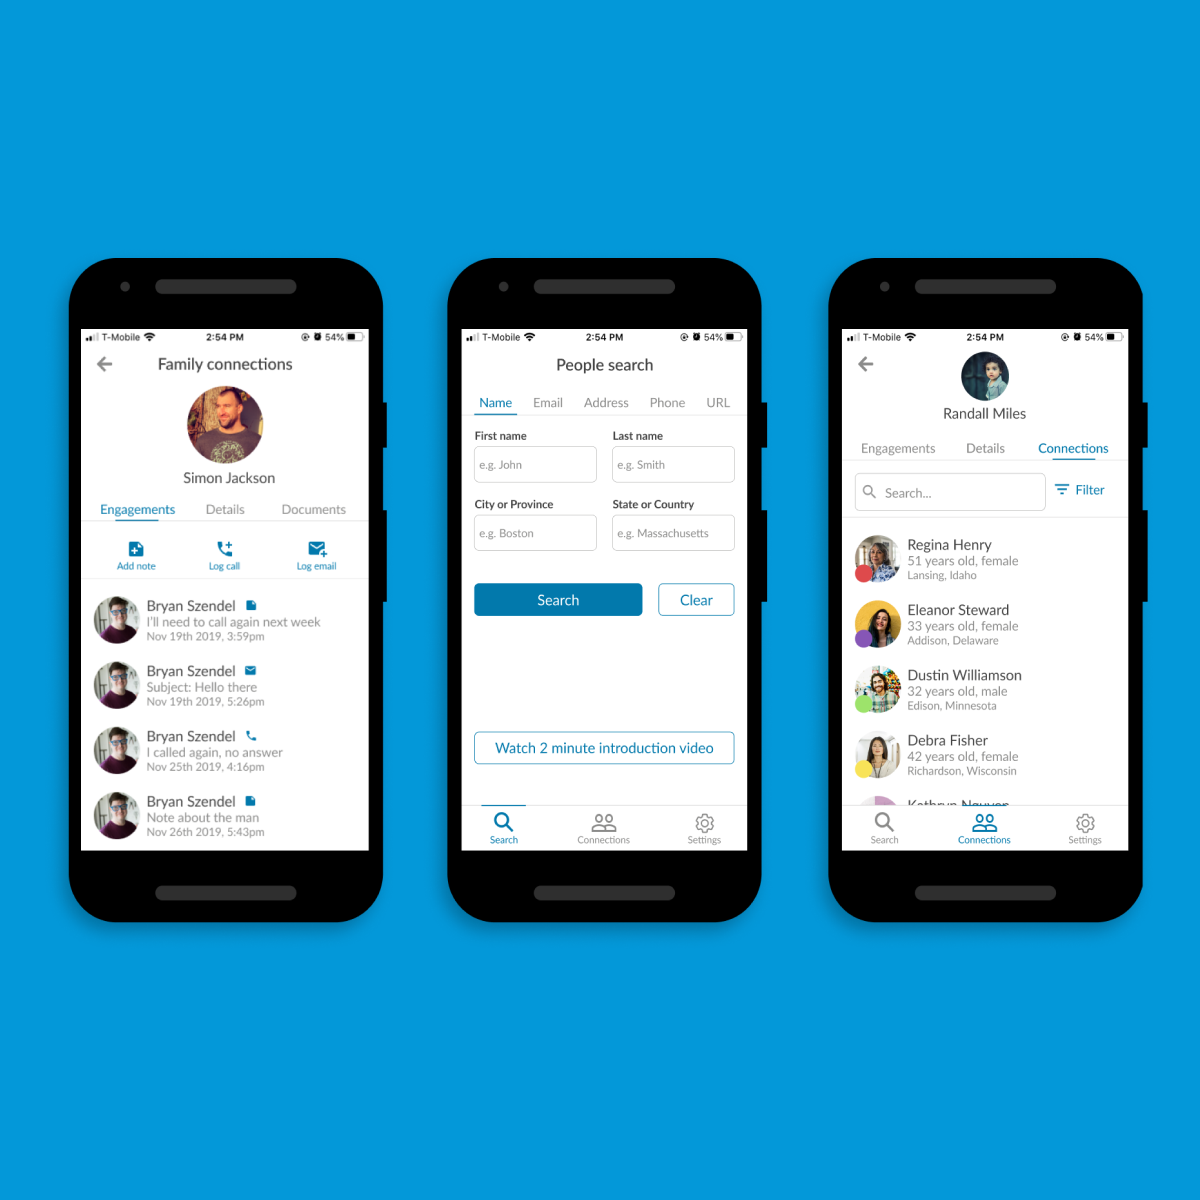 T-Mobile 2:54 PM 54%
Family connections
Simon Jackson
Engagements Details Documents
Add note Log call Log email
Bryan Szendel
I'll need to call again next week
Nov 19th 2019, 3:59pm
Bryan Szendel
Subject: Hello there
Nov 19th 2019, 5:26pm
Bryan Szendel
I called again, no answer
Nov 25th 2019, 4:16pm
Bryan Szendel
Note about the man
Nov 26th 2019, 5:43pm
T-Mobile 2:54 PM 54%
People search
Name Email Address Phone URL
First name Last name
e.g. John e.g. Smith
City or Province State or Country
e.g. Boston e.g. Massachusetts
Search Clear
Watch 2 minute introduction video
Search Connections Settings
T-Mobile 2:54 PM 54%
Randall Miles
Engagements Details Connections
Search... Filter
Regina Henry
51 years old, female
Lansing, Idaho
Eleanor Steward
33 years old, female
Addison, Delaware
Dustin Williamson
32 years old, male
Edison, Minnesota
Debra Fisher
42 years old, female
Richardson, Wisconsin
Search Connections Settings